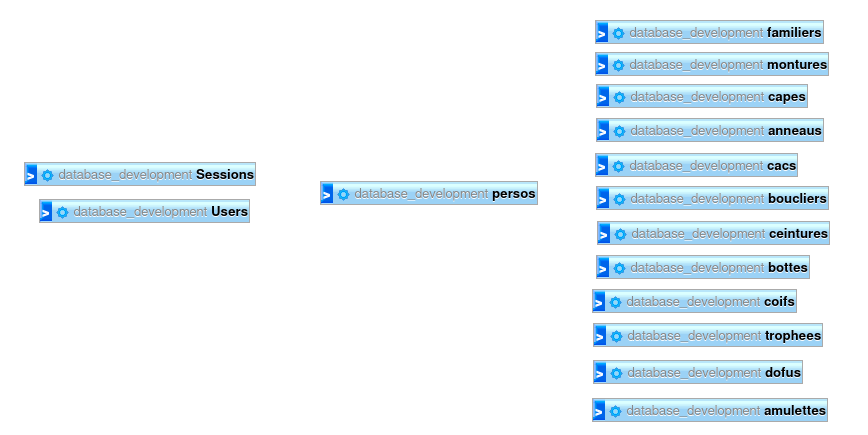 database_development Sessions
database_development Users
database_development persos
database_development familiers
database_development montures
database_development capes
database_development anneaus
database_development cacs
database_development boucliers
database_development ceintures
database_development bottes
database_development coifs
database_development trophees
database_development dofus
database_development amulettes